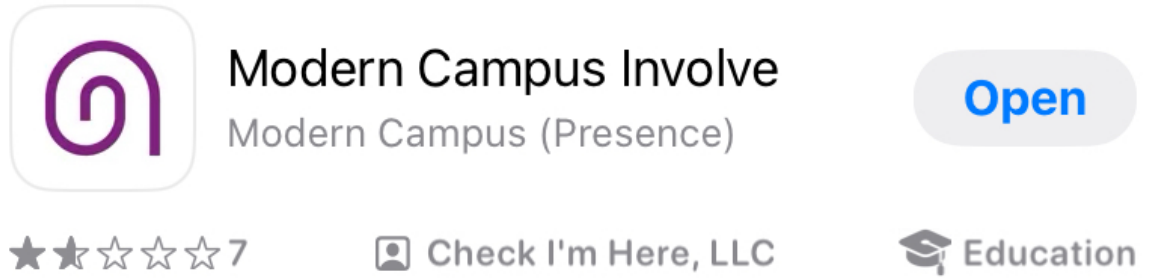 Modern Campus Involve
Modern Campus (Presence)
Open
7
Check I'm Here, LLC
Education